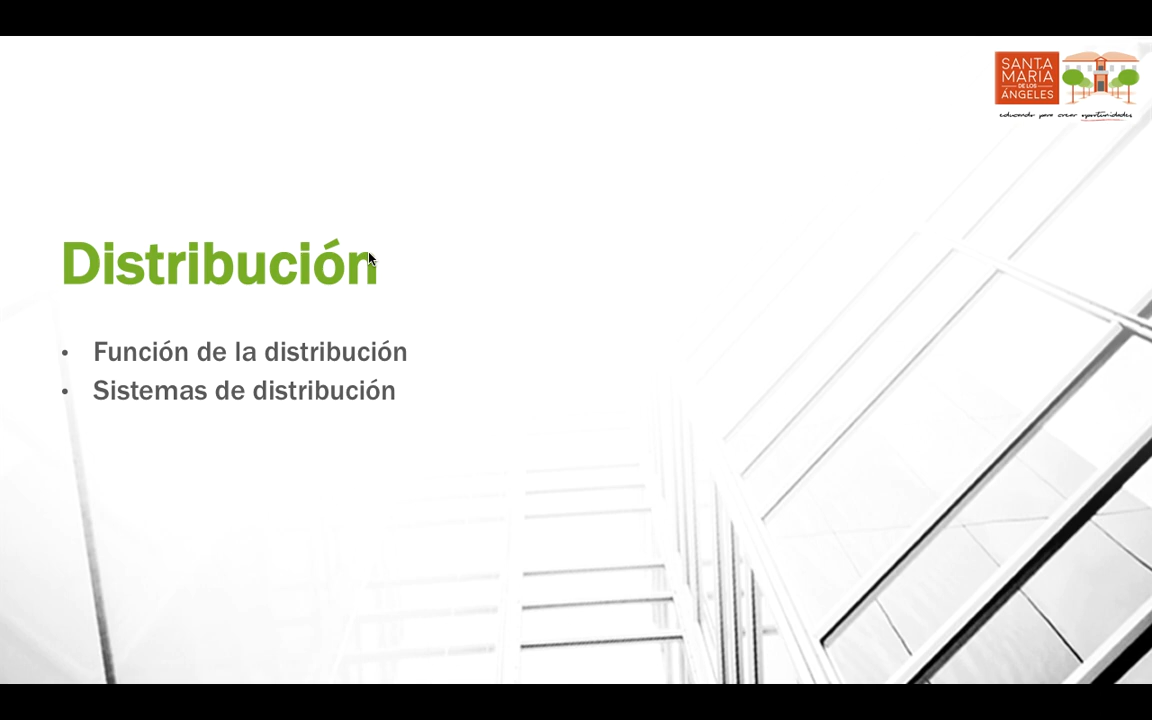 SANTA
MARIA
DE LOS
ÁNGELES
educando para crear oportunidades
Distribución
• Función de la distribución
• Sistemas de distribución